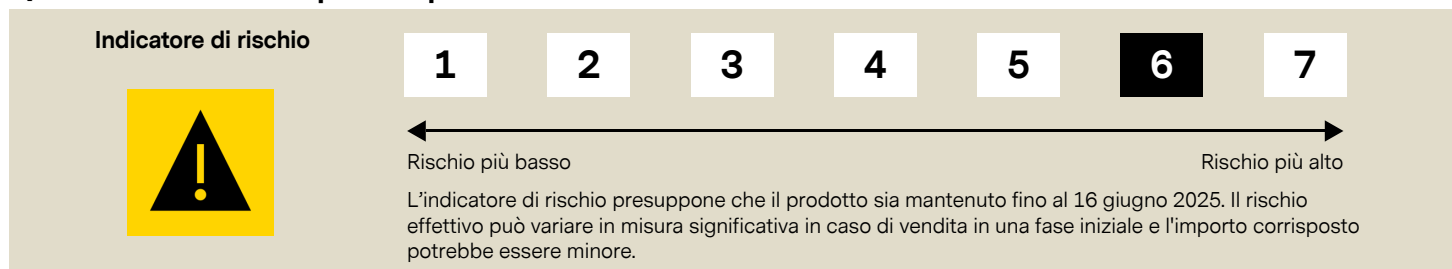 Indicatore di rischio
1 2 3 4 5 6 7
Rischio più basso Rischio più alto
L'indicatore di rischio presuppone che il prodotto sia mantenuto fino al 16 giugno 2025. Il rischio
effettivo può variare in misura significativa in caso di vendita in una fase iniziale e l'importo corrisposto
potrebbe essere minore.